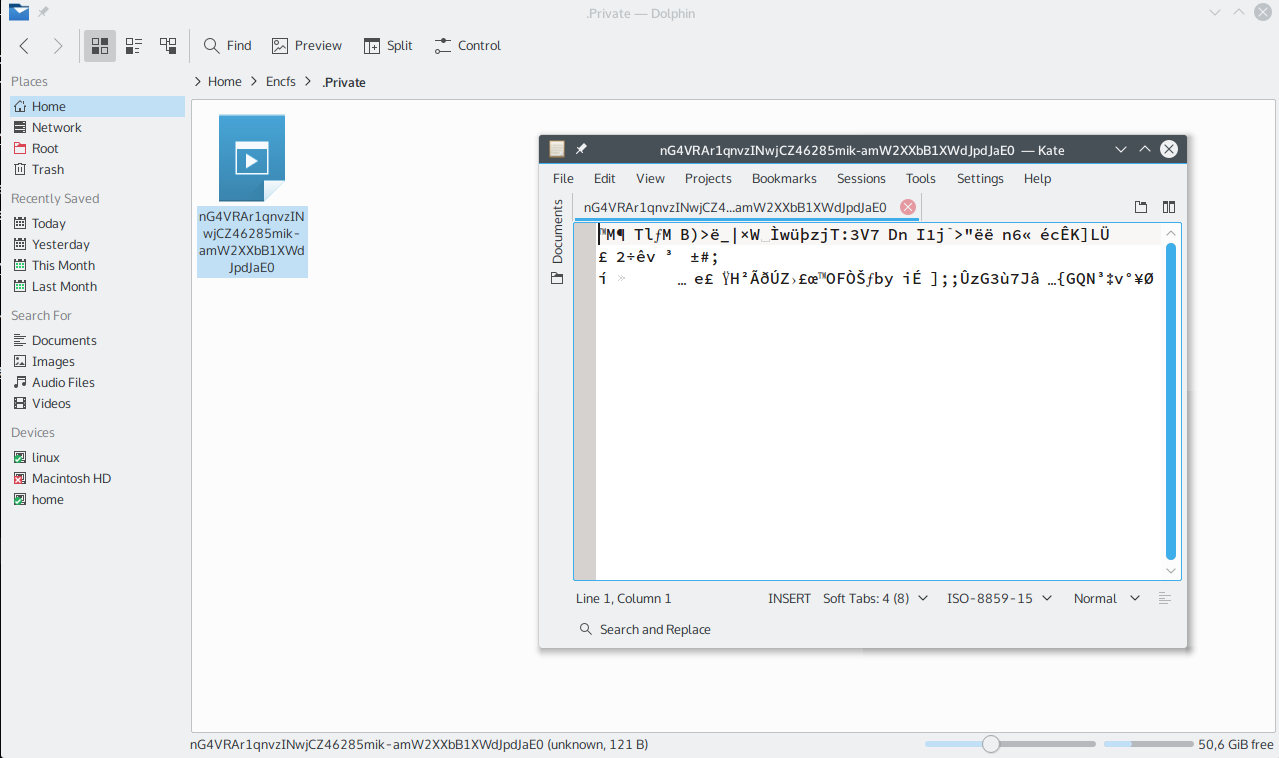 .Private — Dolphin
Find Preview Split Control
Places
Home
Network
Root
Trash
Recently Saved
Today
Yesterday
This Month
Last Month
Search For
Documents
Images
Audio Files
Videos
Devices
linux
Macintosh HD
home
> Home > Encfs > .Private
nG4VRAr1qnvzIN
wjCZ46285mik-
amW2XXbB1XWd
JpdJaE0
nG4VRAr1qnvzINwjCZ46285mik-amW2XXbB1XWdJpdJaE0 — Kate
File Edit View Projects Bookmarks Sessions Tools Settings Help
Documents
nG4VRAr1qnvzINwjCZ4...amW2XXbB1XWdJpdJaE0
™M¶ TlƒM B)>ë_|×W_ÌwüþzjT:3V7 Dn I1j¯>"ëë n6« écÊK]LÜ
£ 2÷êv ³ ±#;
í » … e£ ŸH²ÃðÚZ›£œ™OFÒŠƒby iÉ ];;ÛzG3ù7Jâ …{GQN³‡v°¥Ø
Line 1, Column 1 INSERT Soft Tabs: 4 (8) ISO-8859-15 Normal
Search and Replace
nG4VRAr1qnvzINwjCZ46285mik-amW2XXbB1XWdJpdJaE0 (unknown, 121 B)
50,6 GiB free